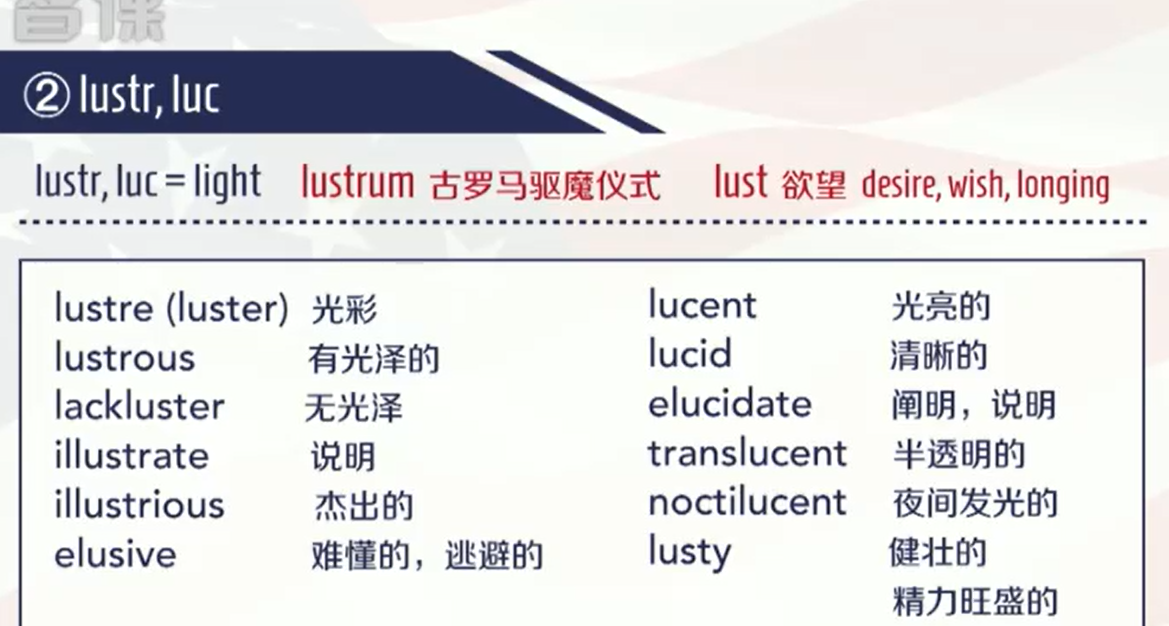 ②lustr, luc
lustr, luc = light lustrum 古罗马驱魔仪式 lust 欲望 desire, wish, longing
lustre (luster) 光彩 lucent 光亮的
lustrous 有光泽的 lucid 清晰的
lackluster 无光泽 elucidate 阐明，说明
illustrate 说明 translucent 半透明的
illustrious 杰出的 noctilucent 夜间发光的
elusive 难懂的，逃避的 lusty 健壮的
精力旺盛的